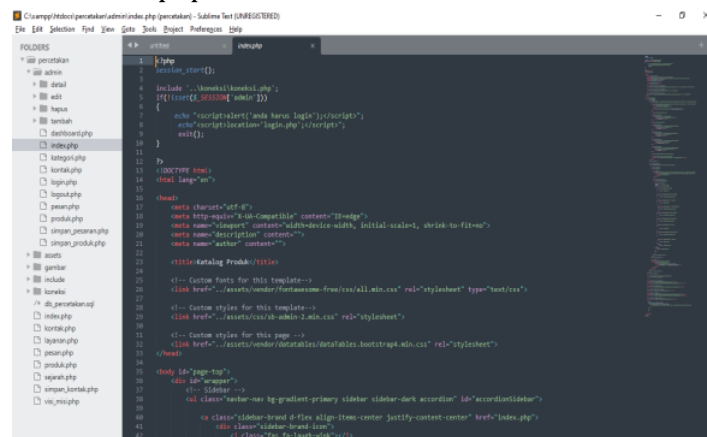 C:\xampp\htdocs\percetakan\admin\index.php (percetakan) - Sublime Text (UNREGISTERED)
File Edit Selection Find View Goto Tools Project Preferences Help
FOLDERS
percetakan
admin
detail
edit
hapus
tambah
dashboard.php
index.php
kategori.php
kontak.php
login.php
logout.php
pesan.php
produk.php
simpan_pesanan.php
simpan_produk.php
assets
gambar
include
koneksi
db_percetakan.sql
index.php
kontak.php
layanan.php
pesan.php
produk.php
sejarah.php
simpan_kontak.php
visi_misi.php
untitled
index.php
1 <?php
2 session_start();
3
4 include '..\koneksi\koneksi.php';
5 if(!isset($_SESSION['admin']))
6 {
7 echo "<script>alert('anda harus login');</script>";
8 echo"<script>location='login.php';</script>";
9 exit();
10 }
11
12 ?>
13 <!DOCTYPE html>
14 <html lang="en">
15
16 <head>
17 <meta charset="utf-8">
18 <meta http-equiv="X-UA-Compatible" content="IE=edge">
19 <meta name="viewport" content="width=device-width, initial-scale=1, shrink-to-fit=no">
20 <meta name="description" content="">
21 <meta name="author" content="">
22
23 <title>Katalog Produk</title>
24
25 <!-- Custom fonts for this template-->
26 <link href="../assets/vendor/fontawesome-free/css/all.min.css" rel="stylesheet" type="text/css">
27
28 <!-- Custom styles for this template-->
29 <link href="../assets/css/sb-admin-2.min.css" rel="stylesheet">
30
31 <!-- Custom styles for this page -->
32 <link href="../assets/vendor/datatables/dataTables.bootstrap4.min.css" rel="stylesheet">
33 </head>
34
35 <body id="page-top">
36 <div id="wrapper">
37 <!-- Sidebar -->
38 <ul class="navbar-nav bg-gradient-primary sidebar sidebar-dark accordion" id="accordionSidebar">
39
40 <a class="sidebar-brand d-flex align-items-center justify-content-center" href="index.php">
41 <div class="sidebar-brand-icon">